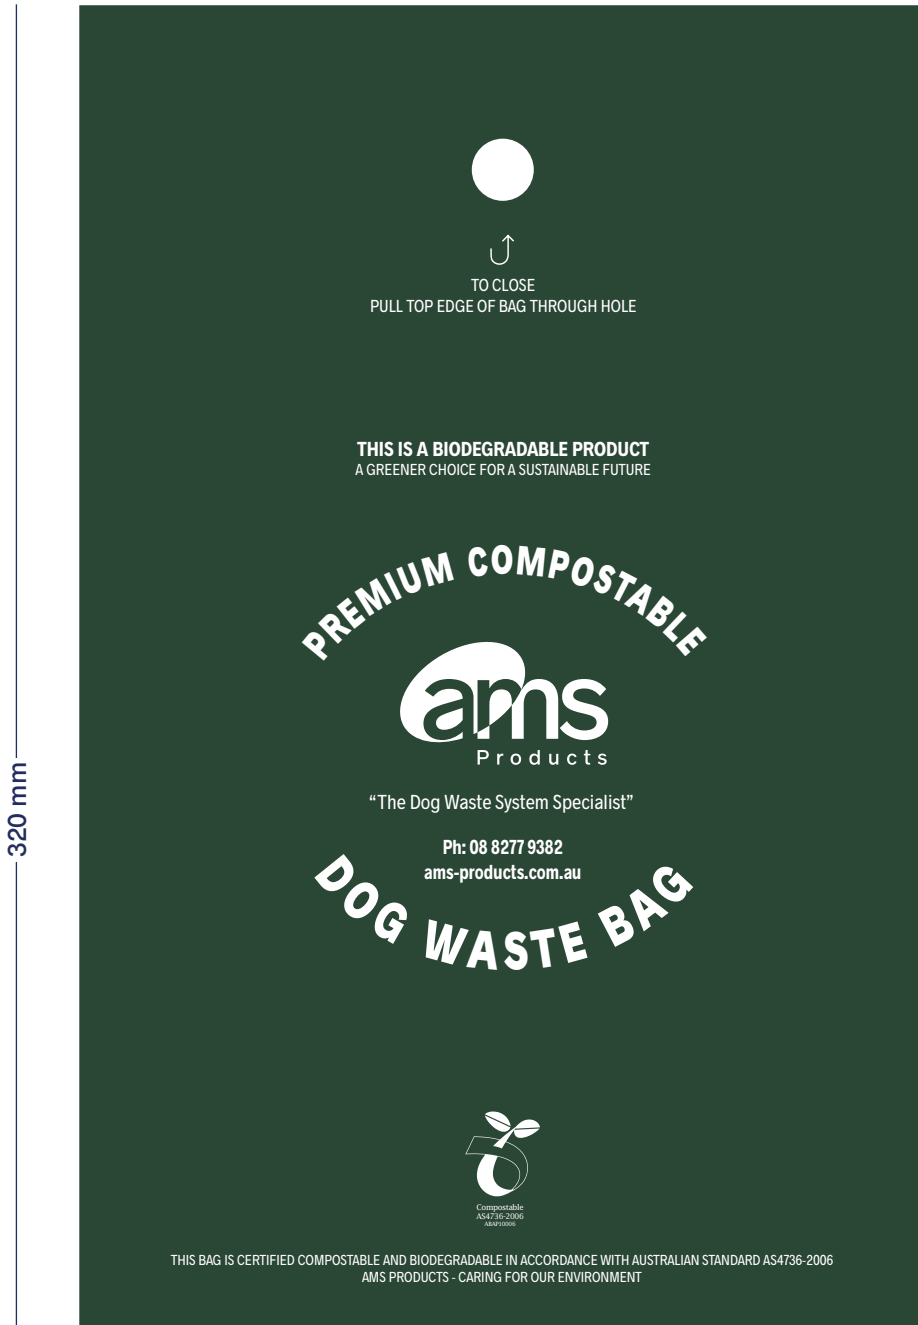 320 mm
TO CLOSE
PULL TOP EDGE OF BAG THROUGH HOLE
THIS IS A BIODEGRADABLE PRODUCT
A GREENER CHOICE FOR A SUSTAINABLE FUTURE
PREMIUM COMPOSTABLE
ams
Products
“The Dog Waste System Specialist”
Ph: 08 8277 9382
ams-products.com.au
DOG WASTE BAG
Compostable
AS4736-2006
ABAP10006
THIS BAG IS CERTIFIED COMPOSTABLE AND BIODEGRADABLE IN ACCORDANCE WITH AUSTRALIAN STANDARD AS4736-2006
AMS PRODUCTS - CARING FOR OUR ENVIRONMENT